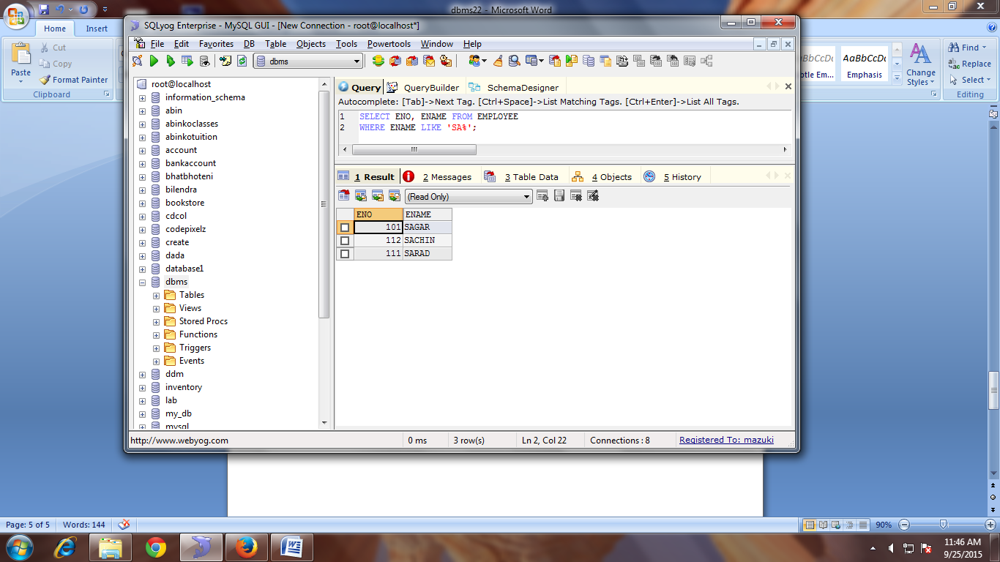 dbms22 - Microsoft Word
Home Insert
Cut
Copy
Format Painter
Paste
Clipboard
SQLyog Enterprise - MySQL GUI - [New Connection - root@localhost*]
File Edit Favorites DB Table Objects Tools Powertools Window Help
dbms
root@localhost
information_schema
abin
abinkoclasses
abinkotuition
account
bankaccount
bhatbhoteni
bilendra
bookstore
cdcol
codepixelz
create
dada
database1
dbms
Tables
Views
Stored Procs
Functions
Triggers
Events
ddm
inventory
lab
my_db
mysql
Query QueryBuilder SchemaDesigner
Autocomplete: [Tab]->Next Tag. [Ctrl+Space]->List Matching Tags. [Ctrl+Enter]->List All Tags.
1 SELECT ENO, ENAME FROM EMPLOYEE
2 WHERE ENAME LIKE 'SA%';
1 Result 2 Messages 3 Table Data 4 Objects 5 History
(Read Only)
ENO ENAME
101 SAGAR
112 SACHIN
111 SARAD
http://www.webyog.com 0 ms 3 row(s) Ln 2, Col 22 Connections : 8 Registered To: mazuki
AaBbCcDc
AaBbCcDc
tle Em... Emphasis
Change
Styles
Find
Replace
Select
Editing
Page: 5 of 5 Words: 144 90%
11:46 AM
9/25/2015